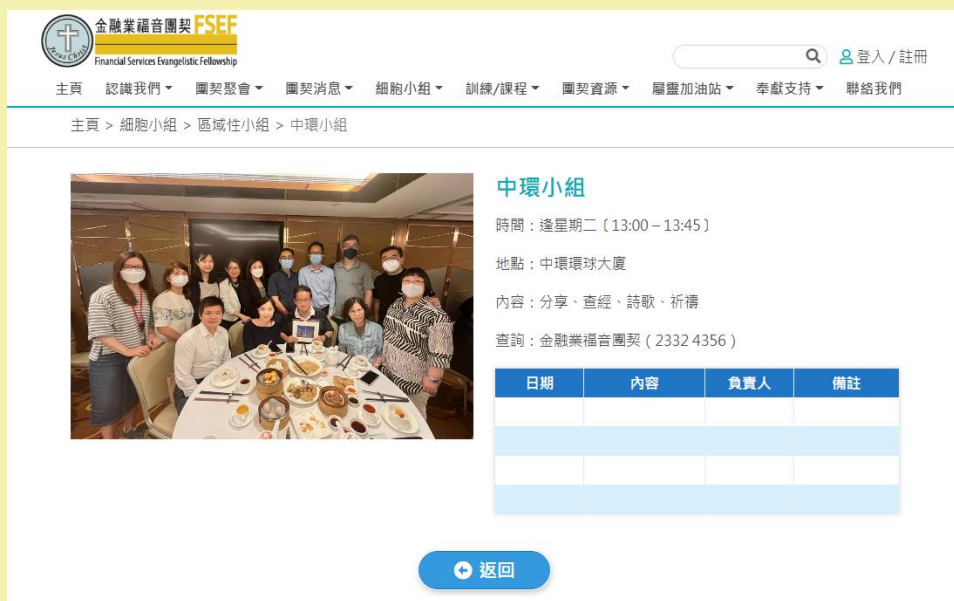 金融業福音團契 FSEF
Jesus Christ
Financial Services Evangelistic Fellowship
登入 / 註冊
主頁 認識我們 團契聚會 團契消息 細胞小組 訓練/課程 團契資源 屬靈加油站 奉獻支持 聯絡我們
主頁 > 細胞小組 > 區域性小組 > 中環小組
中環小組
時間：逢星期二〔13:00 – 13:45〕
地點：中環環球大廈
內容：分享、查經、詩歌、祈禱
查詢：金融業福音團契 ( 2332 4356 )
日期 內容 負責人 備註
返回